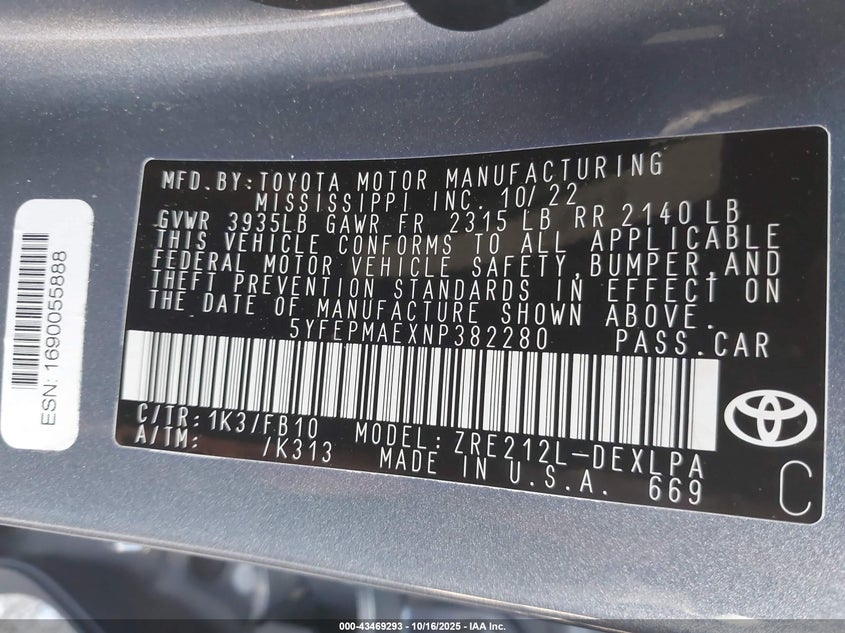 MFD.BY:TOYOTA MOTOR MANUFACTURING
MISSISSIPPI INC. 10/22
GVWR 3935LB GAWR FR 2315 LB RR 2140LB
THIS VEHICLE CONFORMS TO ALL APPLICABLE
FEDERAL MOTOR VEHICLE SAFETY,BUMPER,AND
THEFT PREVENTION STANDARDS IN EFFECT ON
THE DATE OF MANUFACTURE SHOWN ABOVE.
5YFEPMAEXNP382280 PASS.CAR
C/TR: 1K3/FB10 MODEL: ZRE212L-DEXLPA
A/TM: /K313 MADE IN U.S.A. 669
C
ESN: 1690055888
000-43469293 - 10/16/2025 - IAA Inc.